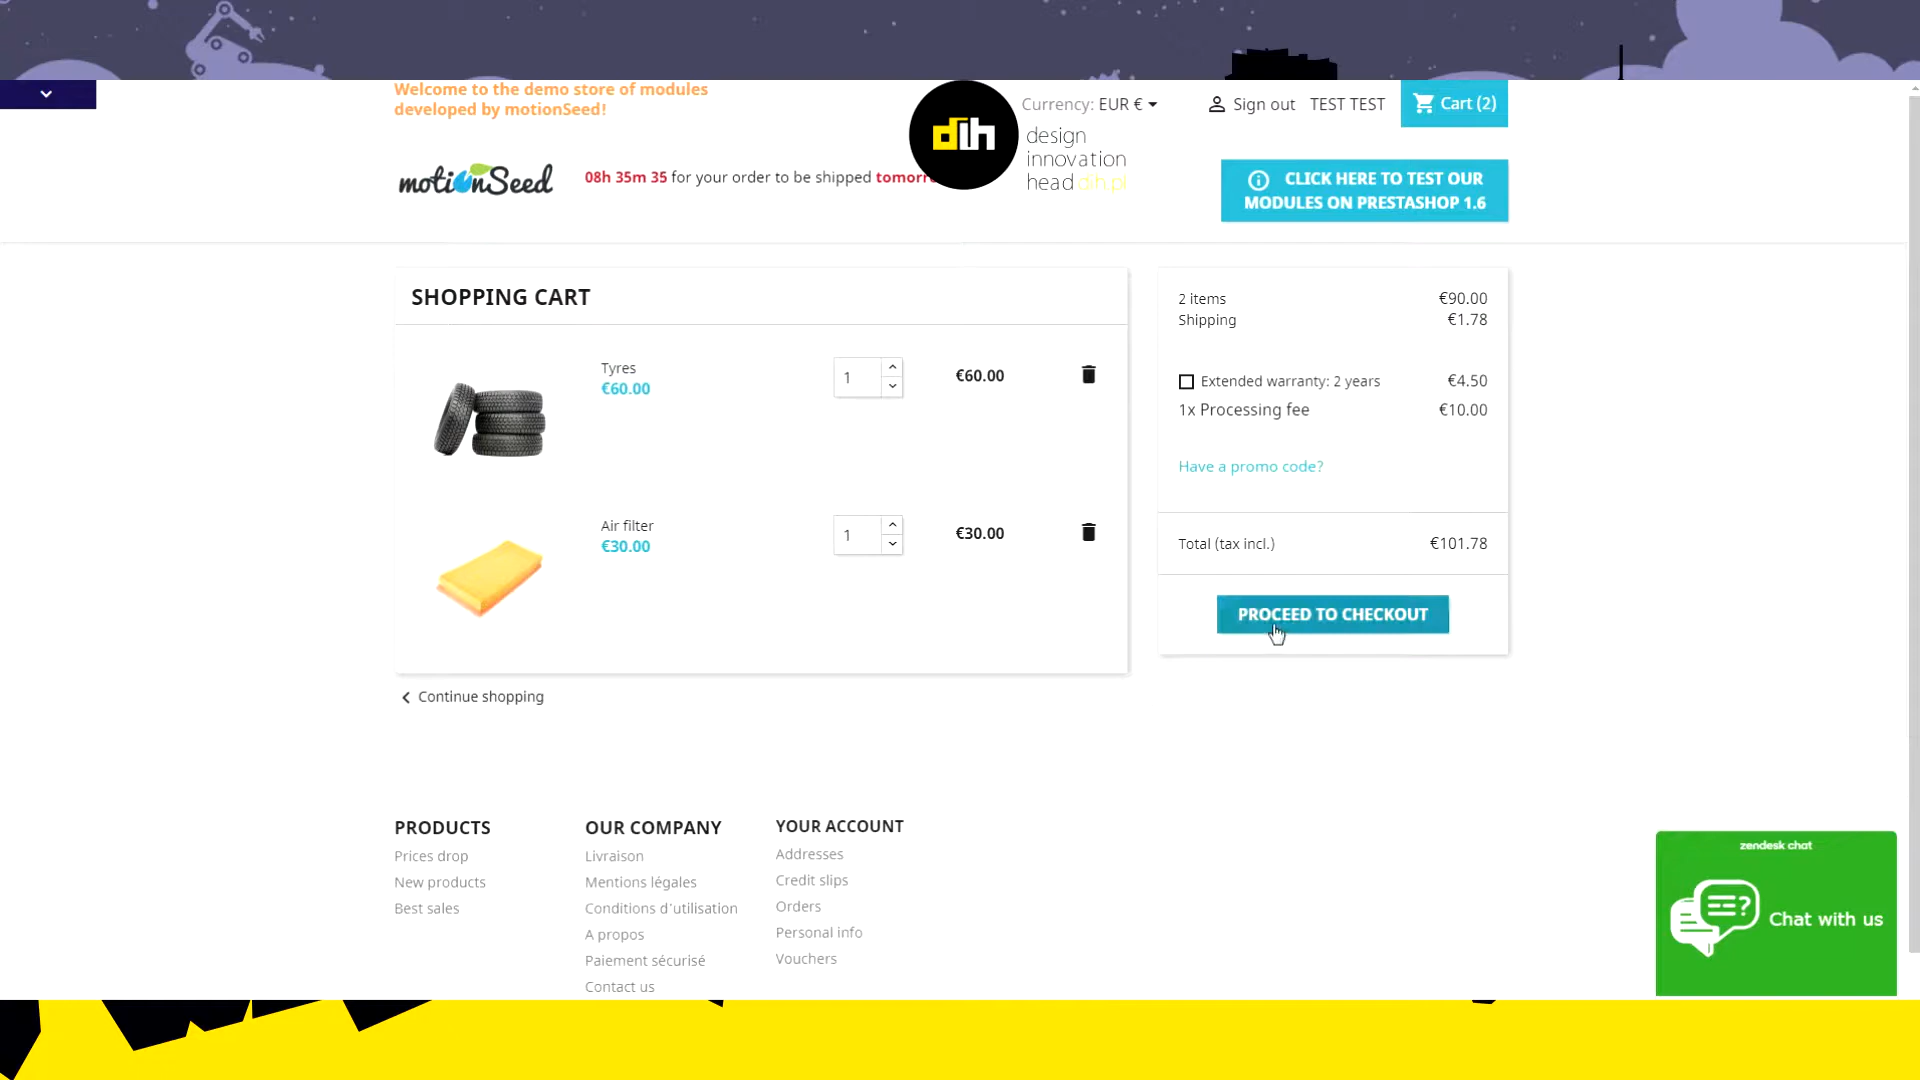 Welcome to the demo store of modules
developed by motionSeed!
Currency: EUR €
Sign out
TEST TEST
Cart (2)
dih
design
innovation
head dih.pl
motionSeed
08h 35m 35 for your order to be shipped
CLICK HERE TO TEST OUR
MODULES ON PRESTASHOP 1.6
SHOPPING CART
Tyres
€60.00
1
€60.00
Air filter
€30.00
1
€30.00
2 items €90.00
Shipping €1.78
Extended warranty: 2 years €4.50
1x Processing fee €10.00
Have a promo code?
Total (tax incl.) €101.78
PROCEED TO CHECKOUT
Continue shopping
PRODUCTS
Prices drop
New products
Best sales
OUR COMPANY
Livraison
Mentions légales
Conditions d'utilisation
A propos
Paiement sécurisé
Contact us
YOUR ACCOUNT
Addresses
Credit slips
Orders
Personal info
Vouchers
zendesk chat
Chat with us